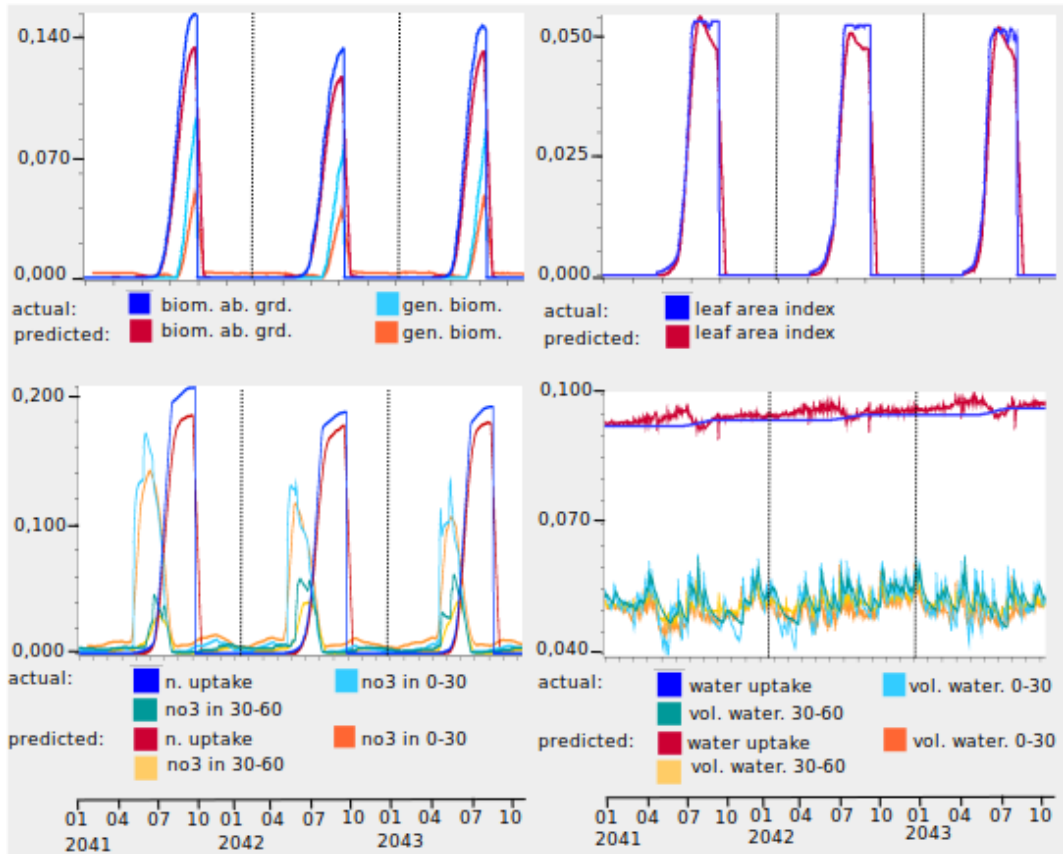 0,140
0,070
0,000
actual: biom. ab. grd. gen. biom.
predicted: biom. ab. grd. gen. biom.
0,050
0,025
0,000
actual: leaf area index
predicted: leaf area index
0,200
0,100
0,000
actual: n. uptake no3 in 0-30
no3 in 30-60
predicted: n. uptake no3 in 0-30
no3 in 30-60
01 04 07 10 01 04 07 10 01 04 07 10
2041 2042 2043
0,100
0,070
0,040
actual: water uptake vol. water. 0-30
vol. water. 30-60
predicted: water uptake vol. water. 0-30
vol. water. 30-60
01 04 07 10 01 04 07 10 01 04 07 10
2041 2042 2043